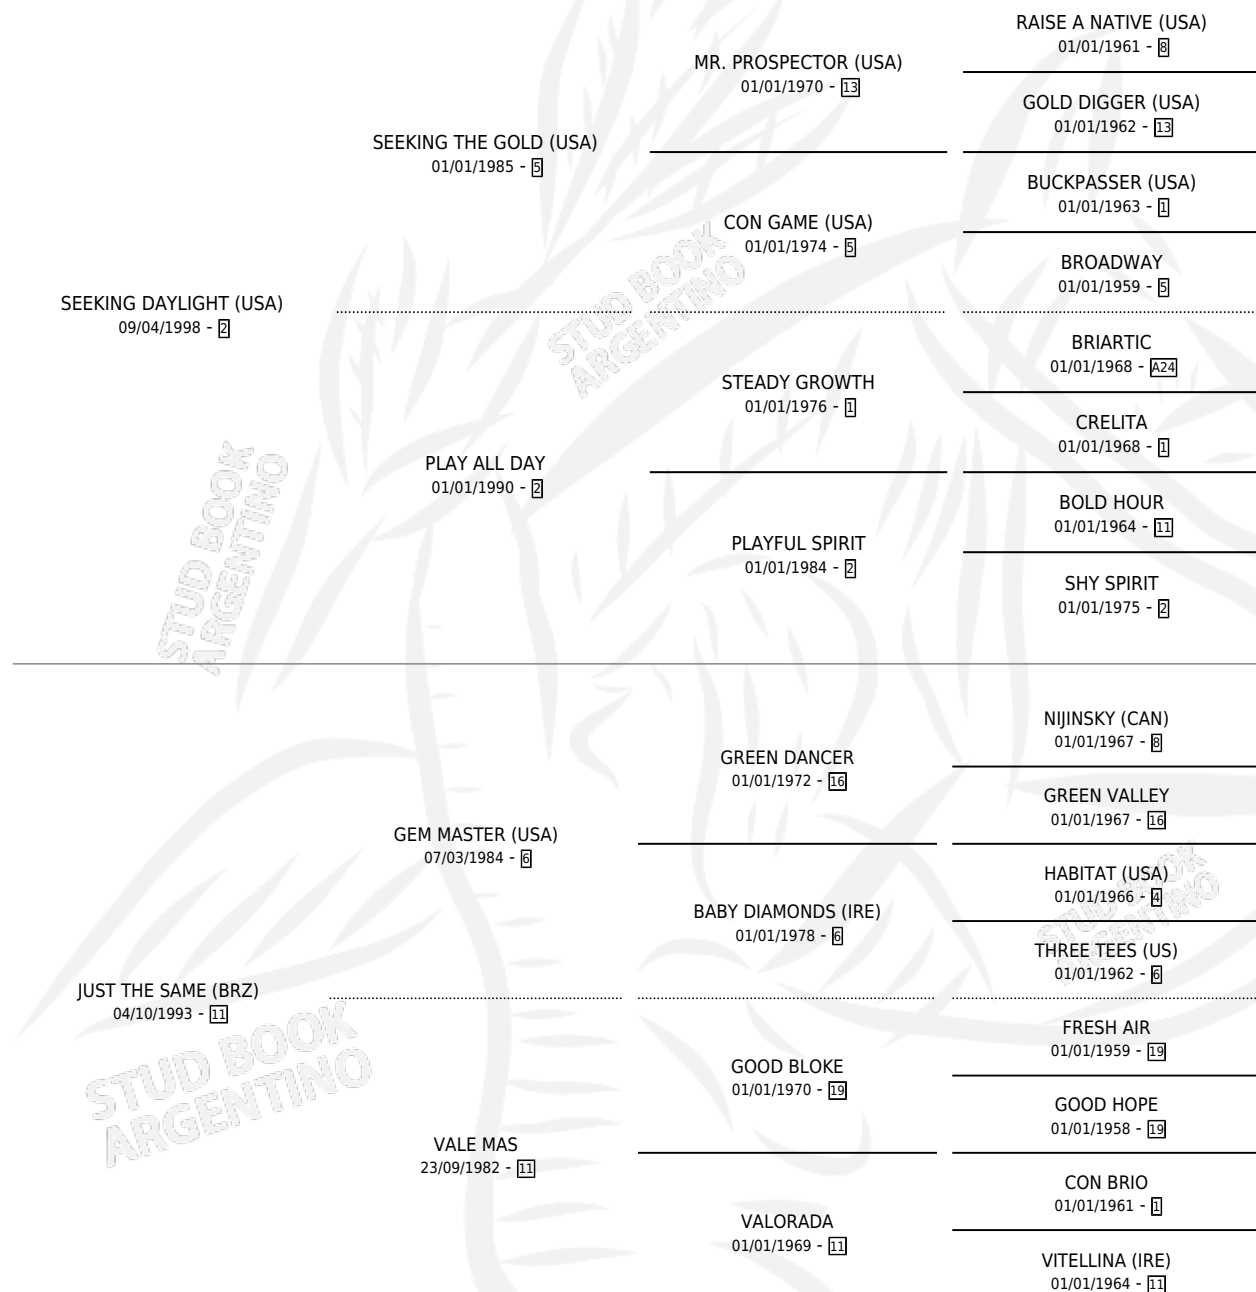 RAISE A NATIVE (USA)
01/01/1961 - 8
MR. PROSPECTOR (USA)
01/01/1970 - 13
GOLD DIGGER (USA)
01/01/1962 - 13
SEEKING THE GOLD (USA)
01/01/1985 - 5
BUCKPASSER (USA)
01/01/1963 - 1
CON GAME (USA)
01/01/1974 - 5
BROADWAY
01/01/1959 - 5
SEEKING DAYLIGHT (USA)
09/04/1998 - 2
STUD BOOK
ARGENTINO
BRIARTIC
01/01/1968 - A24
STEADY GROWTH
01/01/1976 - 1
CRELITA
01/01/1968 - 1
PLAY ALL DAY
01/01/1990 - 2
BOLD HOUR
01/01/1964 - 11
PLAYFUL SPIRIT
01/01/1984 - 2
SHY SPIRIT
01/01/1975 - 2
STUD BOOK
ARGENTINO
NIJINSKY (CAN)
01/01/1967 - 8
GREEN DANCER
01/01/1972 - 16
GREEN VALLEY
01/01/1967 - 16
GEM MASTER (USA)
07/03/1984 - 6
HABITAT (USA)
01/01/1966 - 4
BABY DIAMONDS (IRE)
01/01/1978 - 6
THREE TEES (US)
01/01/1962 - 6
STUD BOOK
ARGENTINO
JUST THE SAME (BRZ)
04/10/1993 - 11
FRESH AIR
01/01/1959 - 19
GOOD BLOKE
01/01/1970 - 19
GOOD HOPE
01/01/1958 - 19
STUD BOOK
ARGENTINO
VALE MAS
23/09/1982 - 11
CON BRIO
01/01/1961 - 1
VALORADA
01/01/1969 - 11
VITELLINA (IRE)
01/01/1964 - 11